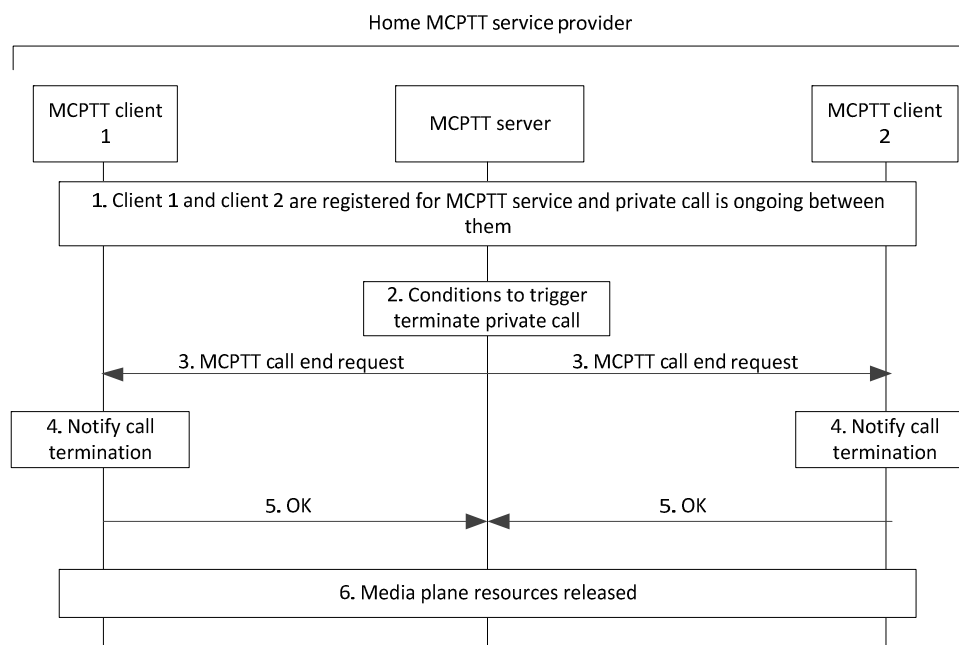 Home MCPTT service provider
MCPTT client
1
MCPTT server
MCPTT client
2
1. Client 1 and client 2 are registered for MCPTT service and private call is ongoing between
them
2. Conditions to trigger
terminate private call
3. MCPTT call end request
3. MCPTT call end request
4. Notify call
termination
4. Notify call
termination
5. OK
5. OK
6. Media plane resources released